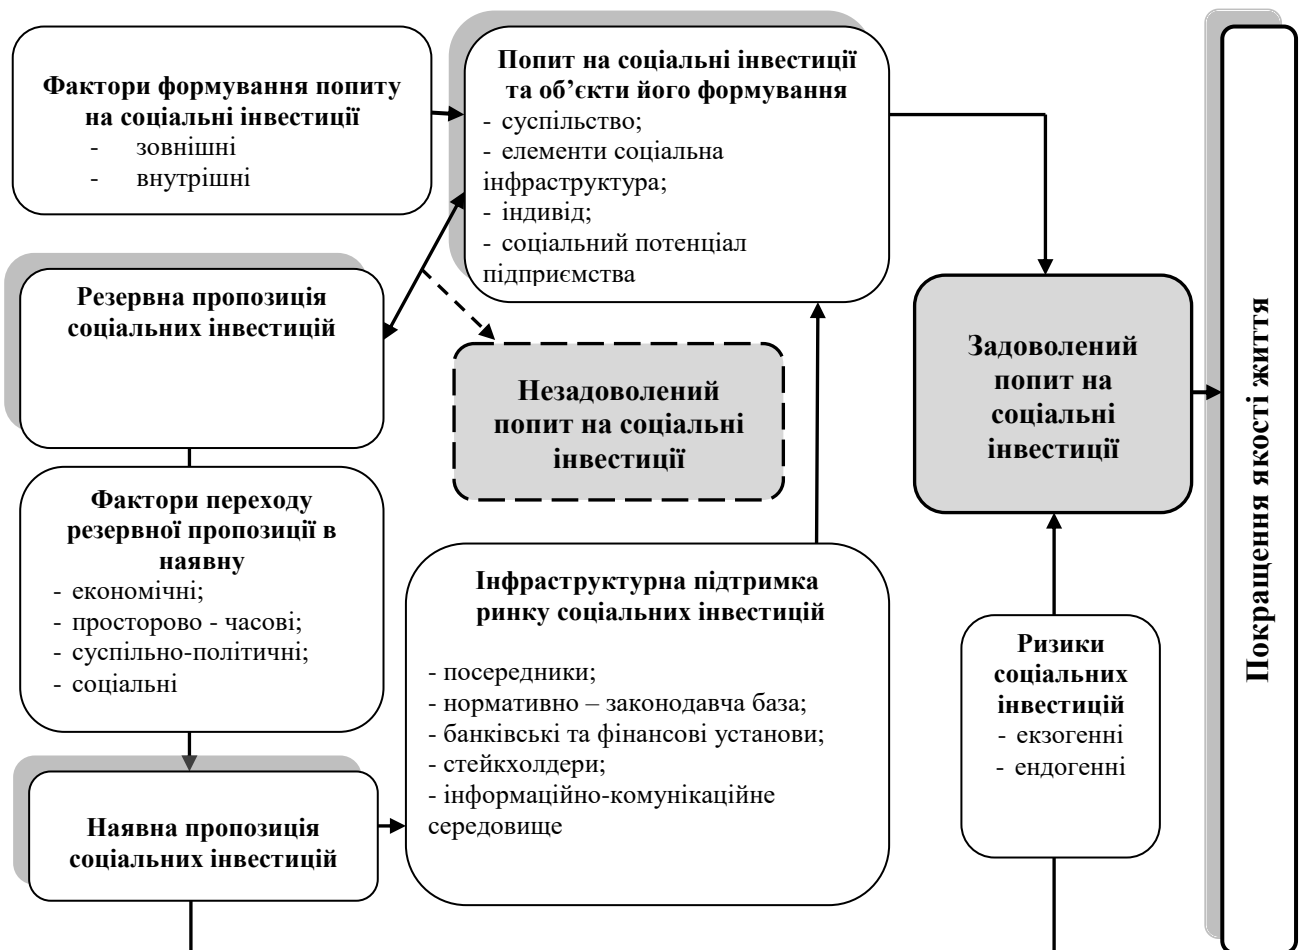 Фактори формування попиту
на соціальні інвестиції
- зовнішні
- внутрішні
Попит на соціальні інвестиції
та об’єкти його формування
- суспільство;
- елементи соціальна
інфраструктура;
- індивід;
- соціальний потенціал
підприємства
Резервна пропозиція
соціальних інвестицій
Незадоволений
попит на соціальні
інвестиції
Задоволений
попит на
соціальні
інвестиції
Покращення якості життя
Фактори переходу
резервної пропозиції в
наявну
- економічні;
- просторово - часові;
- суспільно-політичні;
- соціальні
Інфраструктурна підтримка
ринку соціальних інвестицій
- посередники;
- нормативно – законодавча база;
- банківські та фінансові установи;
- стейкхолдери;
- інформаційно-комунікаційне
середовище
Ризики
соціальних
інвестицій
- екзогенні
- ендогенні
Наявна пропозиція
соціальних інвестицій